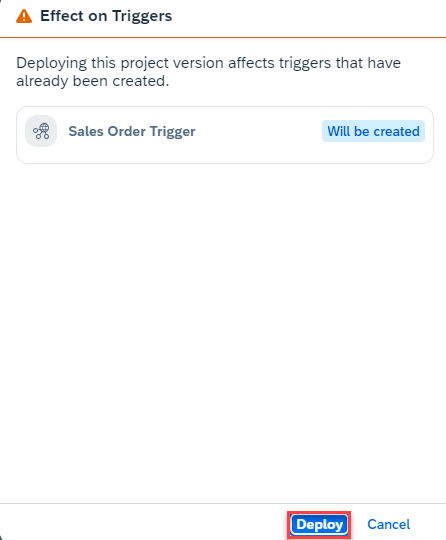 Effect on Triggers
Deploying this project version affects triggers that have
already been created.
Sales Order Trigger
Will be created
Deploy
Cancel